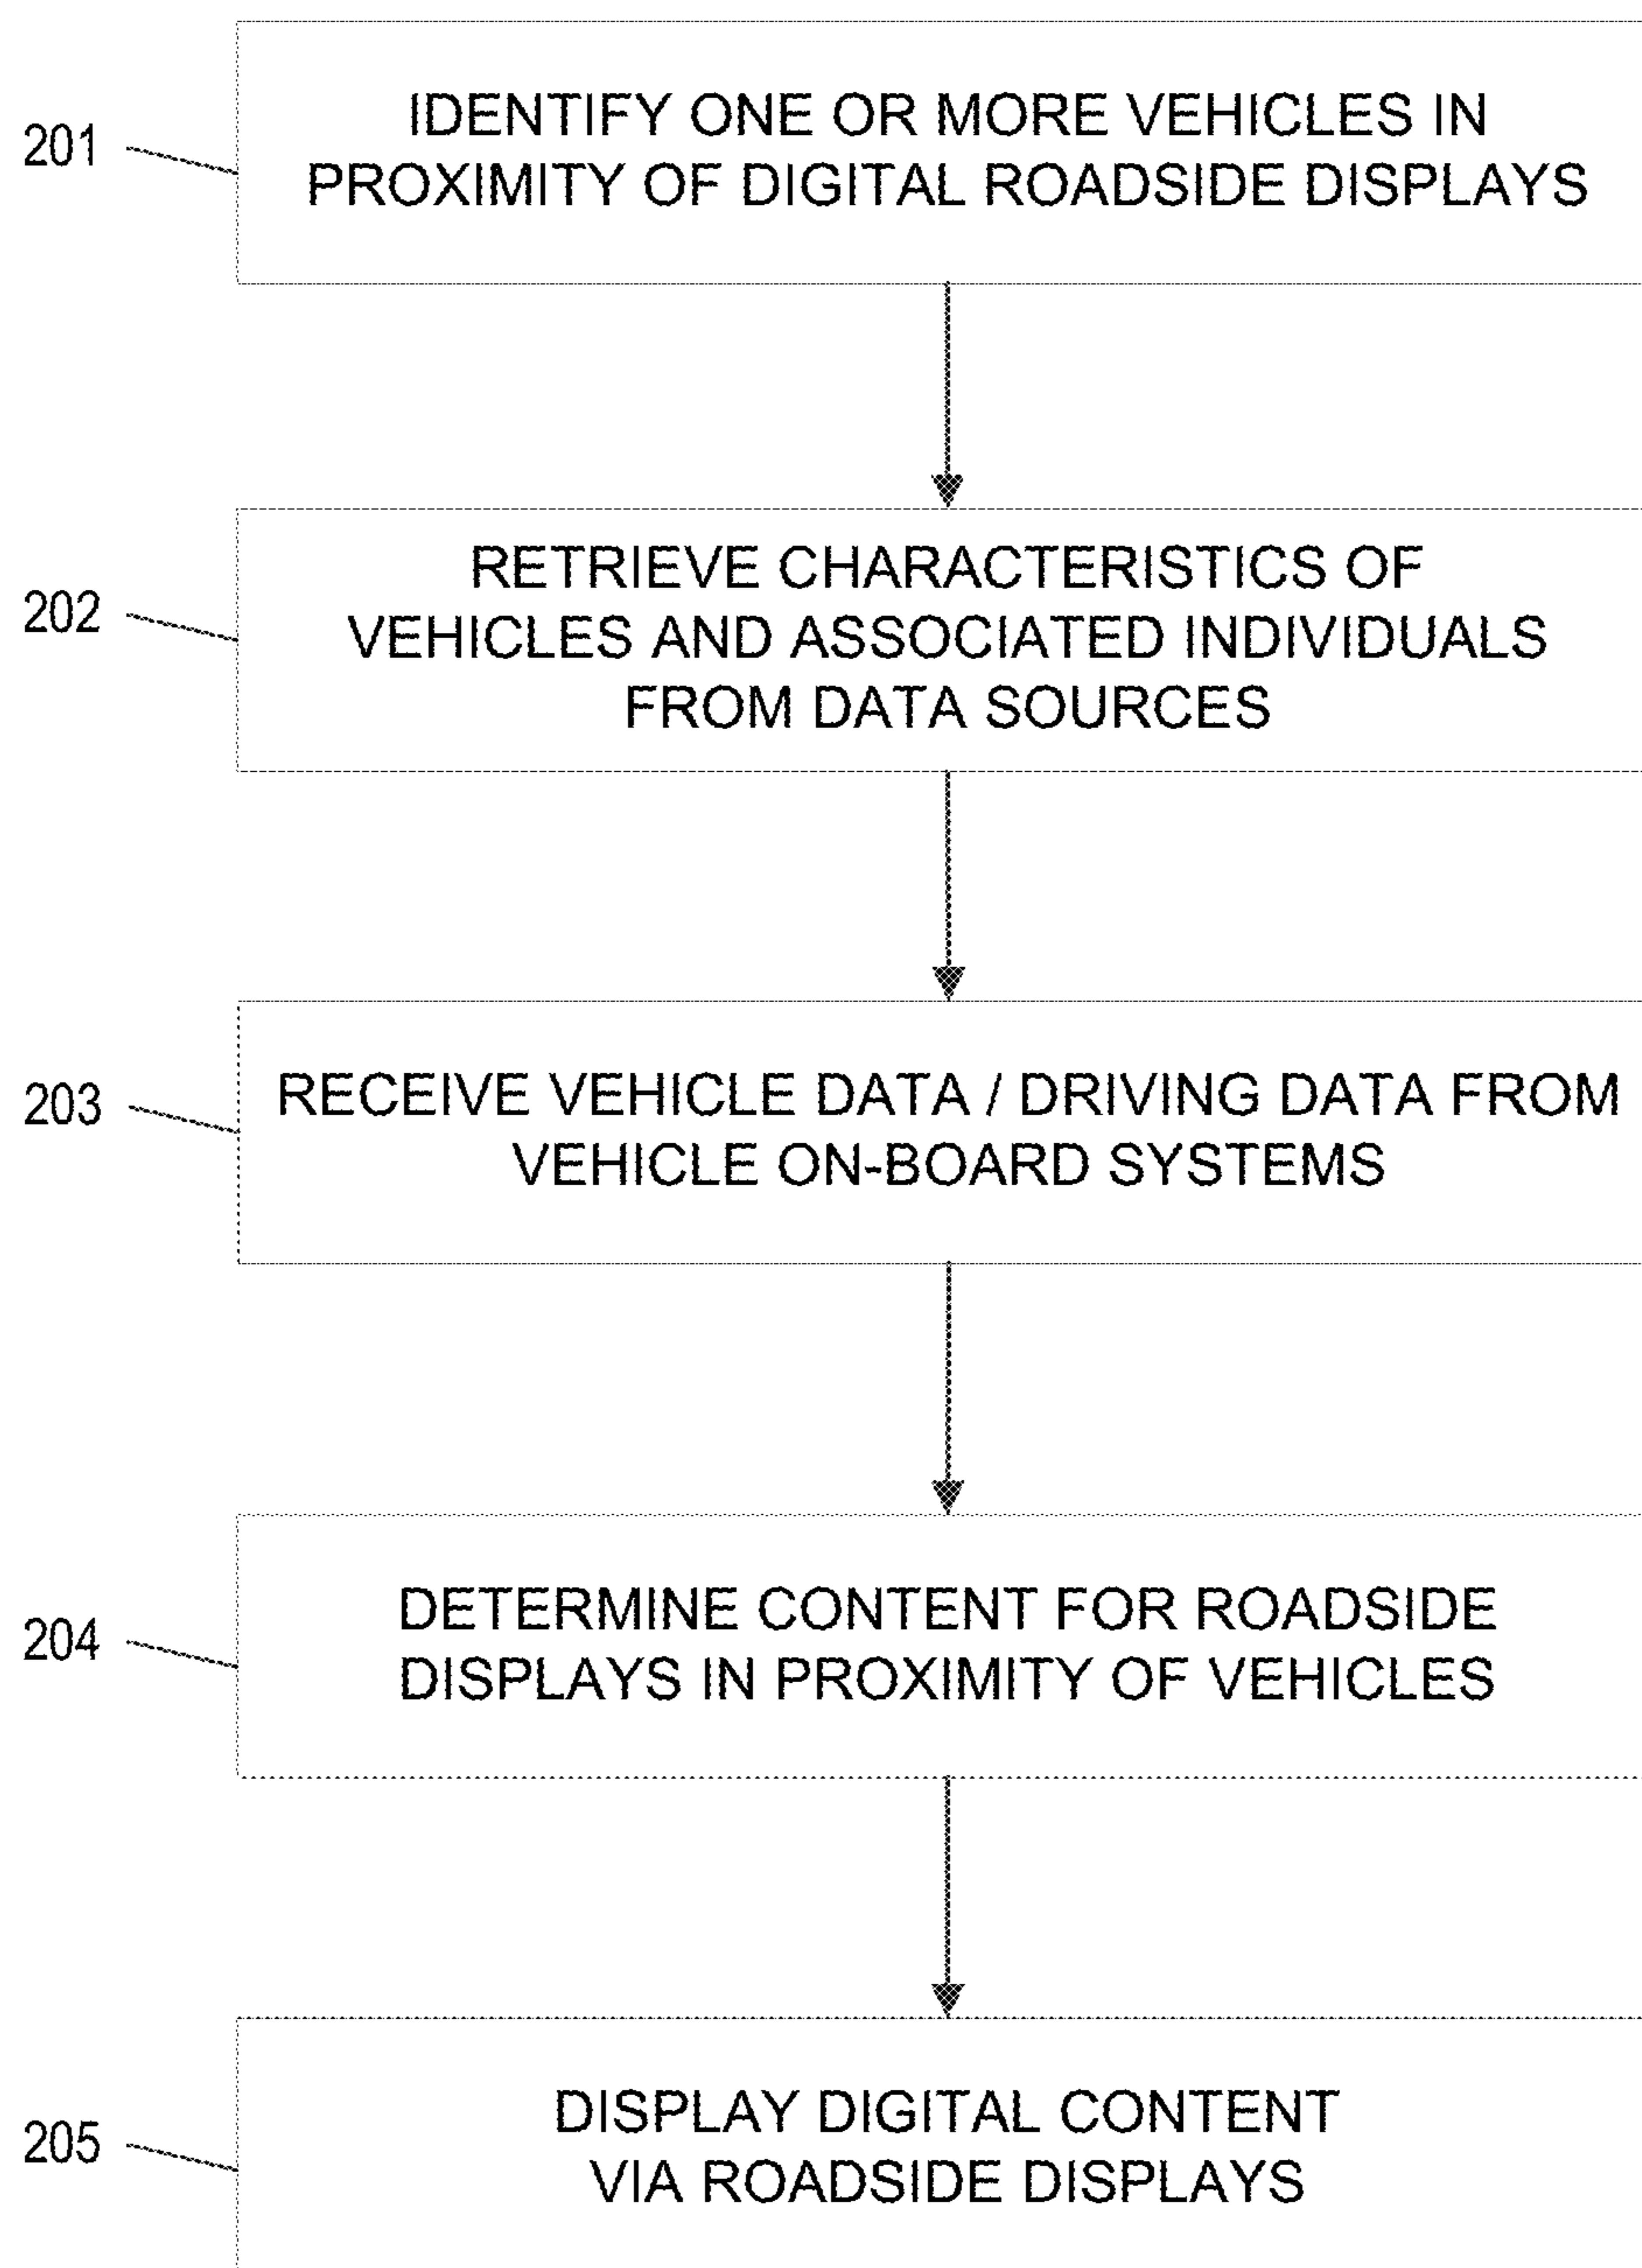 201
IDENTIFY ONE OR MORE VEHICLES IN
PROXIMITY OF DIGITAL ROADSIDE DISPLAYS
202
RETRIEVE CHARACTERISTICS OF
VEHICLES AND ASSOCIATED INDIVIDUALS
FROM DATA SOURCES
203
RECEIVE VEHICLE DATA / DRIVING DATA FROM
VEHICLE ON-BOARD SYSTEMS
204
DETERMINE CONTENT FOR ROADSIDE
DISPLAYS IN PROXIMITY OF VEHICLES
205
DISPLAY DIGITAL CONTENT
VIA ROADSIDE DISPLAYS